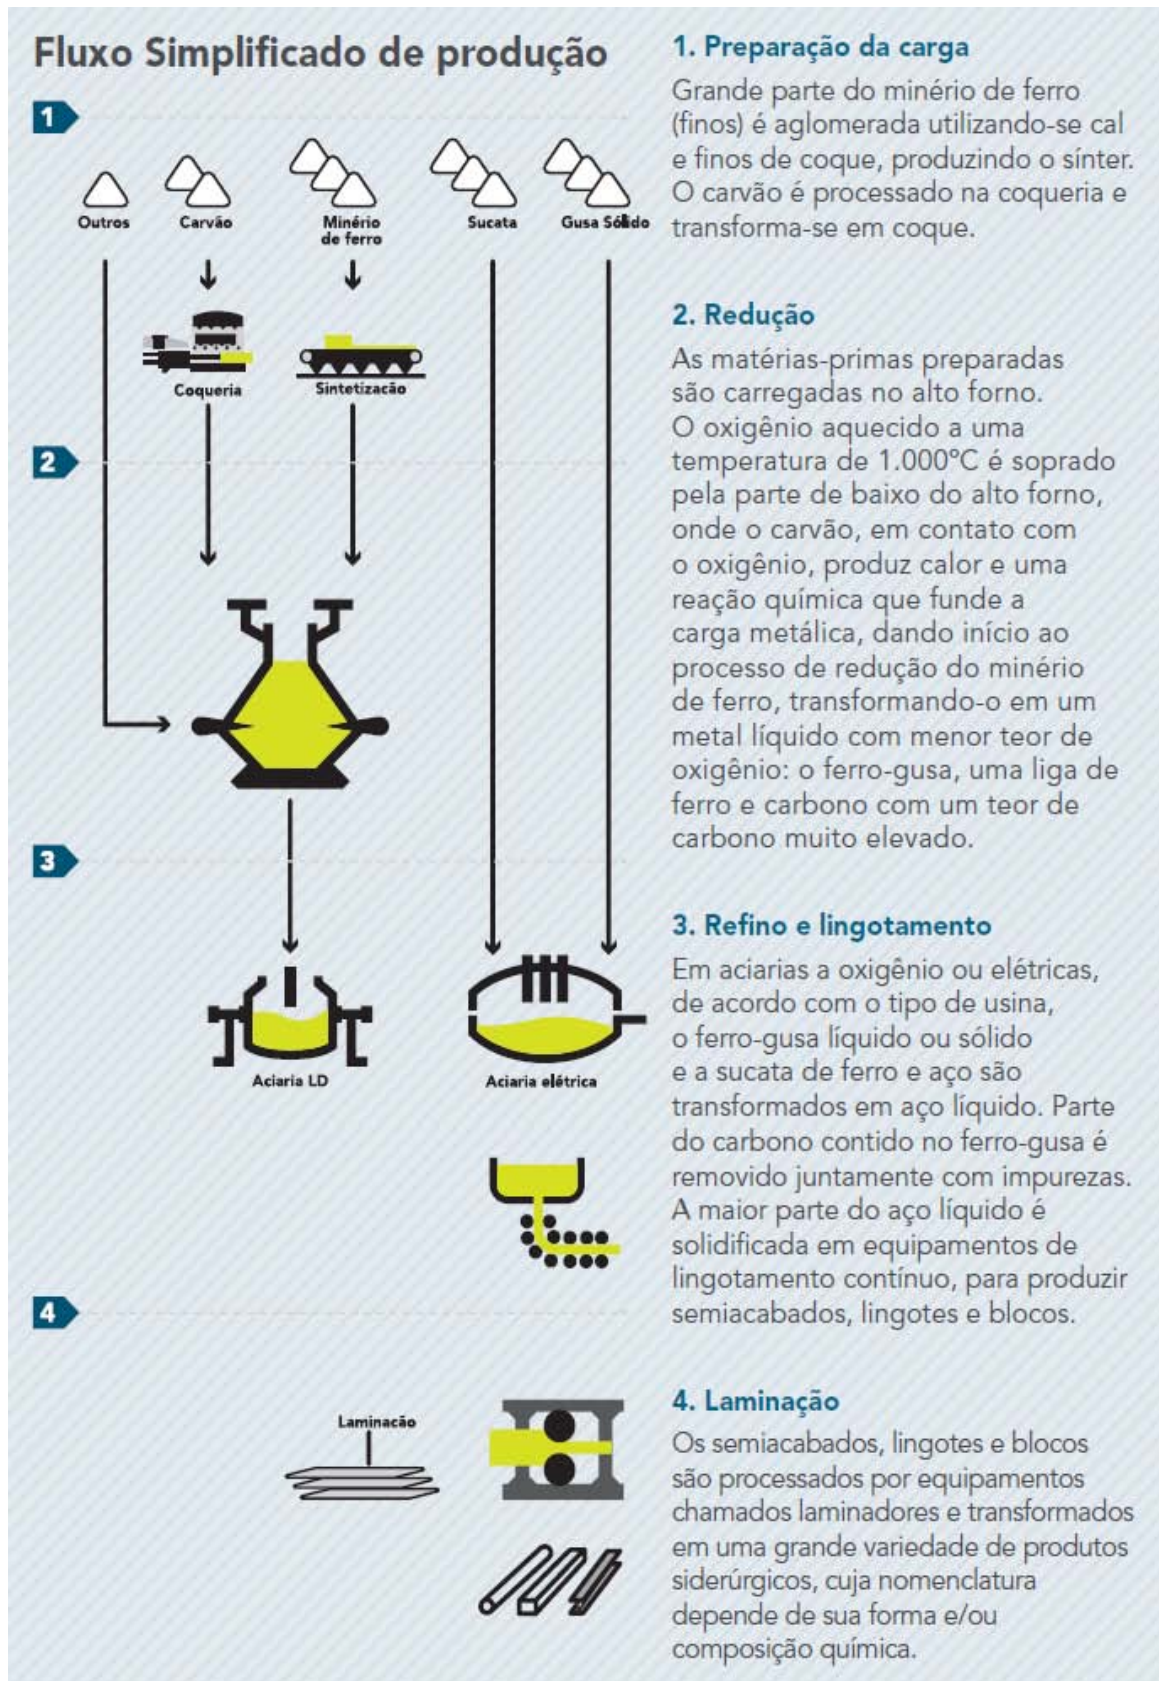 Fluxo Simplificado de produção
1
Outros
Carvão
Minério
de ferro
Sucata
Gusa Sólido
Coqueria
Sintetizacão
2
3
Aciaria LD
Aciaria elétrica
4
Laminacão
1. Preparação da carga
Grande parte do minério de ferro
(finos) é aglomerada utilizando-se cal
e finos de coque, produzindo o sínter.
O carvão é processado na coqueria e
transforma-se em coque.
2. Redução
As matérias-primas preparadas
são carregadas no alto forno.
O oxigênio aquecido a uma
temperatura de 1.000°C é soprado
pela parte de baixo do alto forno,
onde o carvão, em contato com
o oxigênio, produz calor e uma
reação química que funde a
carga metálica, dando início ao
processo de redução do minério
de ferro, transformando-o em um
metal líquido com menor teor de
oxigênio: o ferro-gusa, uma liga de
ferro e carbono com um teor de
carbono muito elevado.
3. Refino e lingotamento
Em aciarias a oxigênio ou elétricas,
de acordo com o tipo de usina,
o ferro-gusa líquido ou sólido
e a sucata de ferro e aço são
transformados em aço líquido. Parte
do carbono contido no ferro-gusa é
removido juntamente com impurezas.
A maior parte do aço líquido é
solidificada em equipamentos de
lingotamento contínuo, para produzir
semiacabados, lingotes e blocos.
4. Laminação
Os semiacabados, lingotes e blocos
são processados por equipamentos
chamados laminadores e transformados
em uma grande variedade de produtos
siderúrgicos, cuja nomenclatura
depende de sua forma e/ou
composição química.